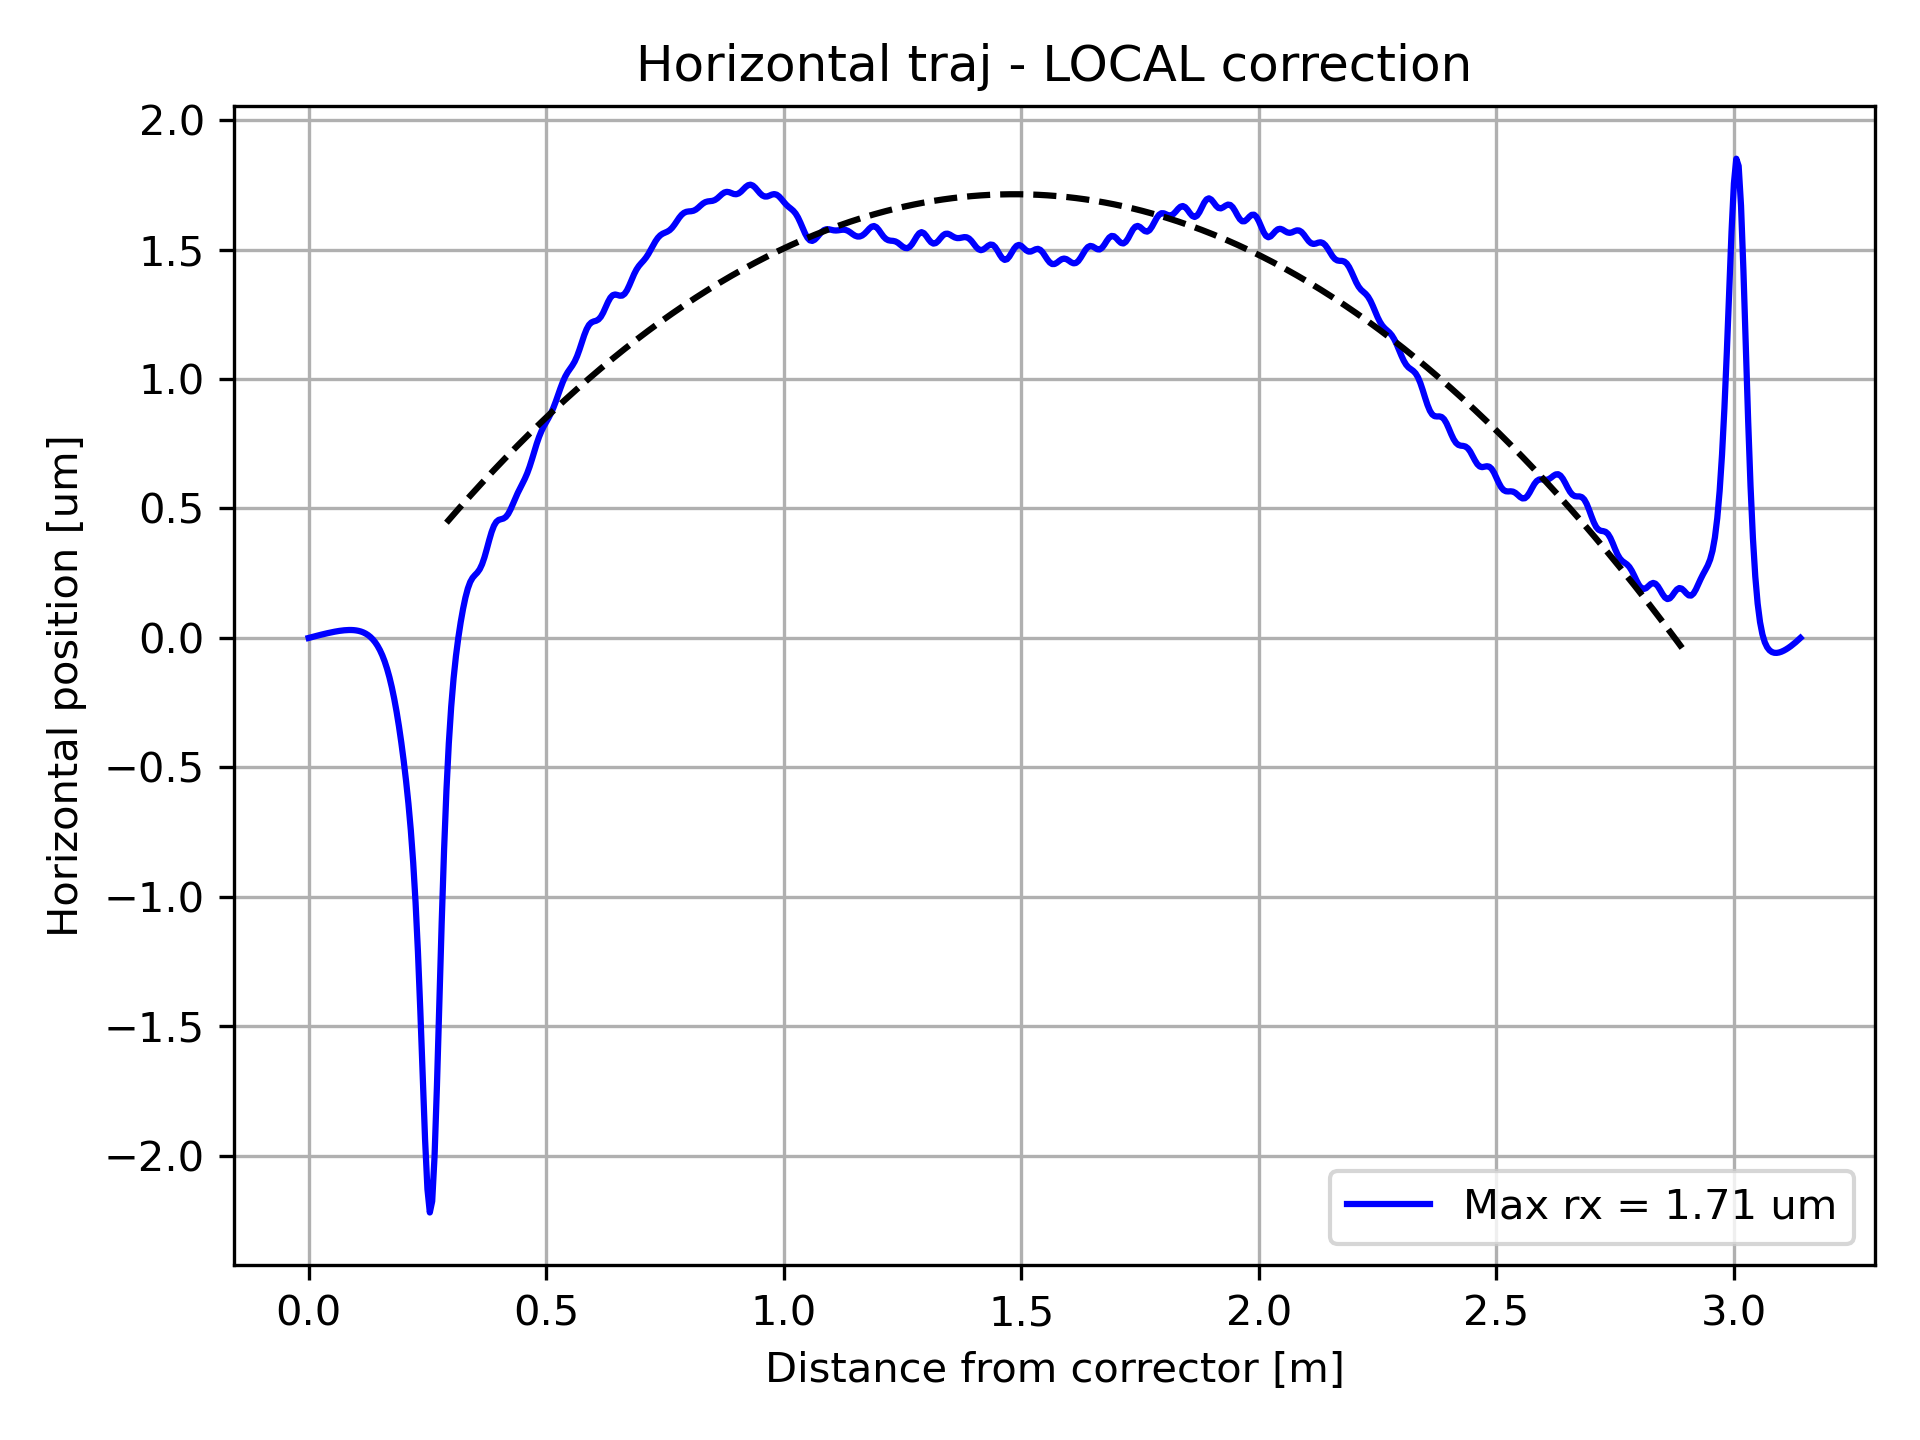 Horizontal traj - LOCAL correction
2.0
1.5
1.0
0.5
0.0
−0.5
−1.0
−1.5
−2.0
Horizontal position [um]
Max rx = 1.71 um
0.0 0.5 1.0 1.5 2.0 2.5 3.0
Distance from corrector [m]